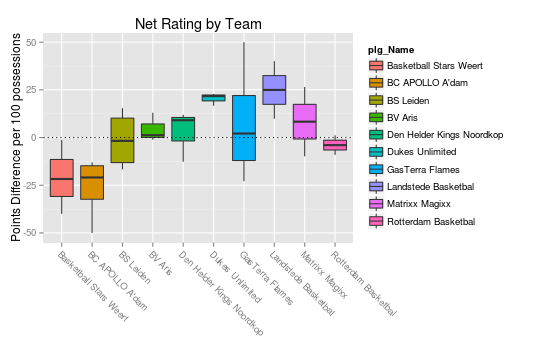 Net Rating by Team
Points Difference per 100 possessions
50
25
0
-25
-50
Basketball Stars Weert
BC APOLLO A'dam
BS Leiden
BV Aris
Den Helder Kings Noordkop
Dukes Unlimited
GasTerra Flames
Landstede Basketbal
Matrixx Magixx
Rotterdam Basketbal
plg_Name
Basketball Stars Weert
BC APOLLO A'dam
BS Leiden
BV Aris
Den Helder Kings Noordkop
Dukes Unlimited
GasTerra Flames
Landstede Basketbal
Matrixx Magixx
Rotterdam Basketbal